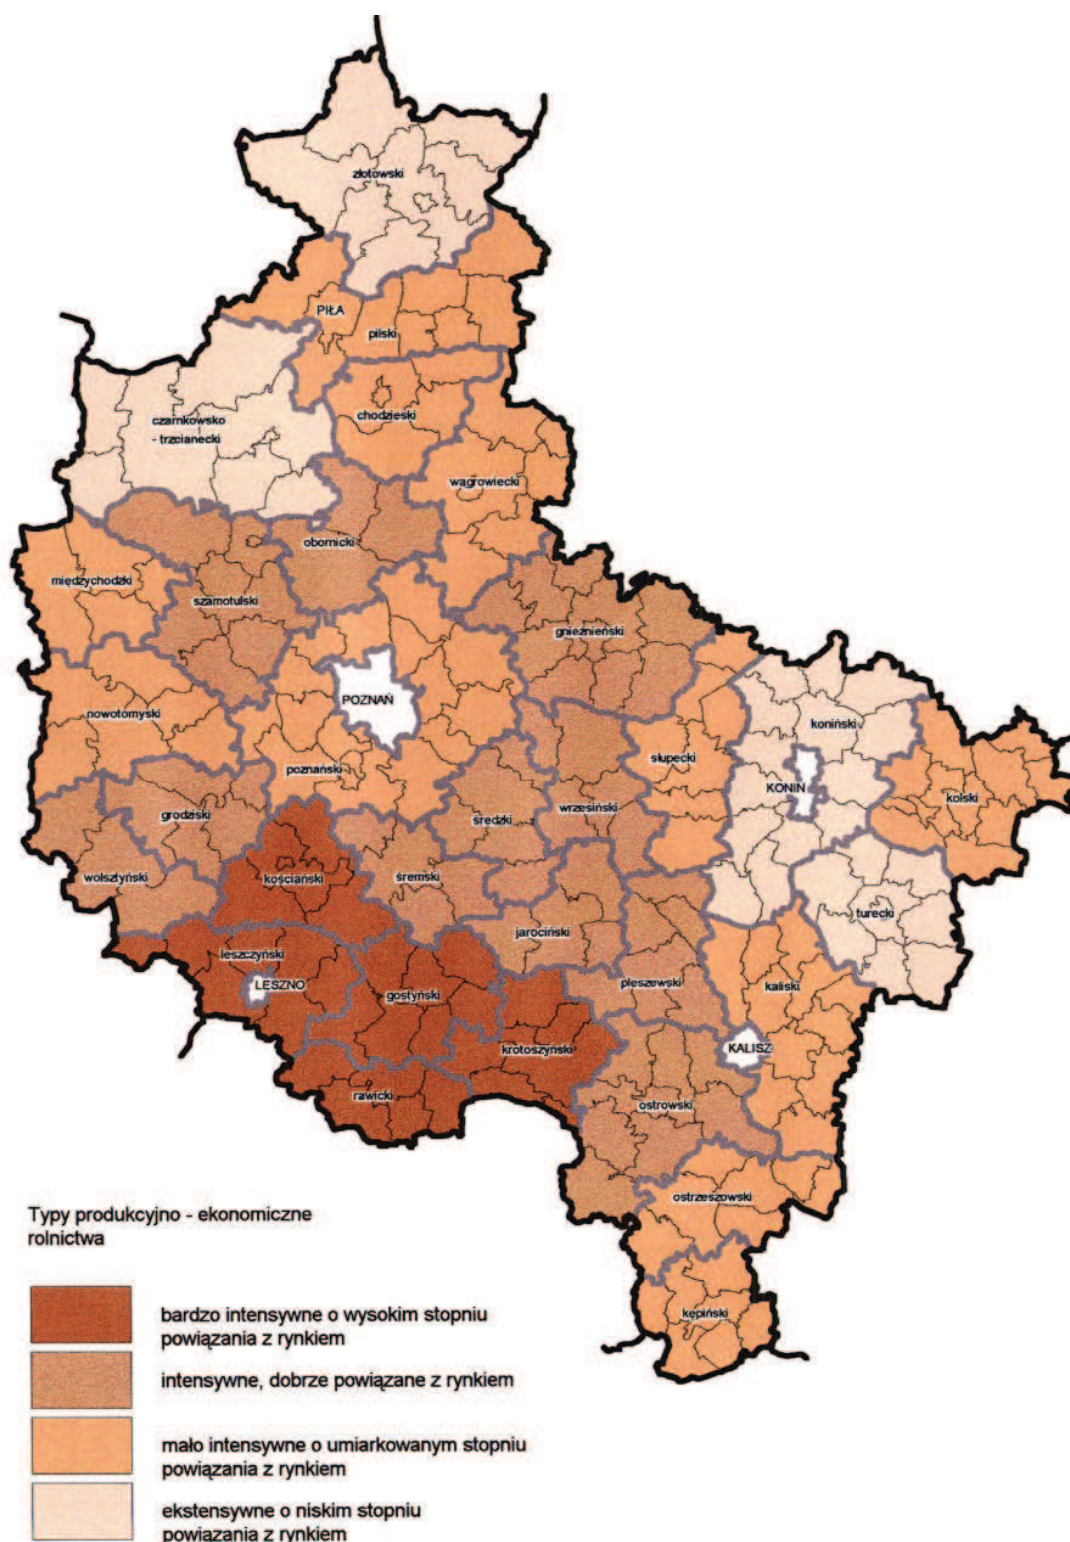 złotowski
PIŁA
pilski
czarnkowsko
- trzcianecki
chodzieski
wągrowiecki
obornicki
międzychodzki
szamotulski
gnieźnieński
POZNAŃ
nowotomyski
koniński
słupecki
poznański
KONIN
kolski
wrzesiński
grodziski
średzki
wolsztyński
kościański
śremski
turecki
jarociński
leszczyński
pleszewski
LESZNO
gostyński
kaliski
krotoszyński
KALISZ
rawicki
ostrowski
ostrzeszowski
kępiński
Typy produkcyjno - ekonomiczne
rolnictwa
bardzo intensywne o wysokim stopniu
powiązania z rynkiem
intensywne, dobrze powiązane z rynkiem
mało intensywne o umiarkowanym stopniu
powiązania z rynkiem
ekstensywne o niskim stopniu
powiązania z rynkiem